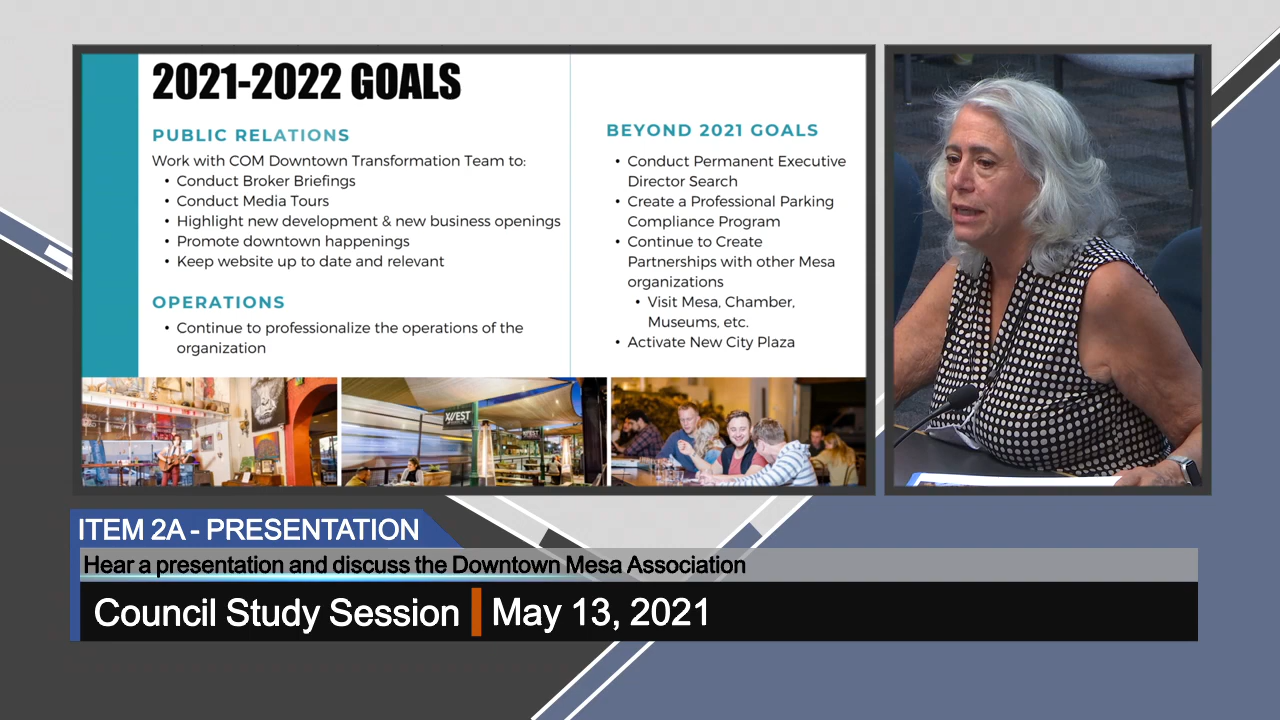 2021-2022 GOALS
PUBLIC RELATIONS
Work with COM Downtown Transformation Team to:
• Conduct Broker Briefings
• Conduct Media Tours
• Highlight new development & new business openings
• Promote downtown happenings
• Keep website up to date and relevant
OPERATIONS
• Continue to professionalize the operations of the
organization
BEYOND 2021 GOALS
• Conduct Permanent Executive
Director Search
• Create a Professional Parking
Compliance Program
• Continue to Create
Partnerships with other Mesa
organizations
• Visit Mesa, Chamber,
Museums, etc.
• Activate New City Plaza
ITEM 2A - PRESENTATION
Hear a presentation and discuss the Downtown Mesa Association
Council Study Session
May 13, 2021